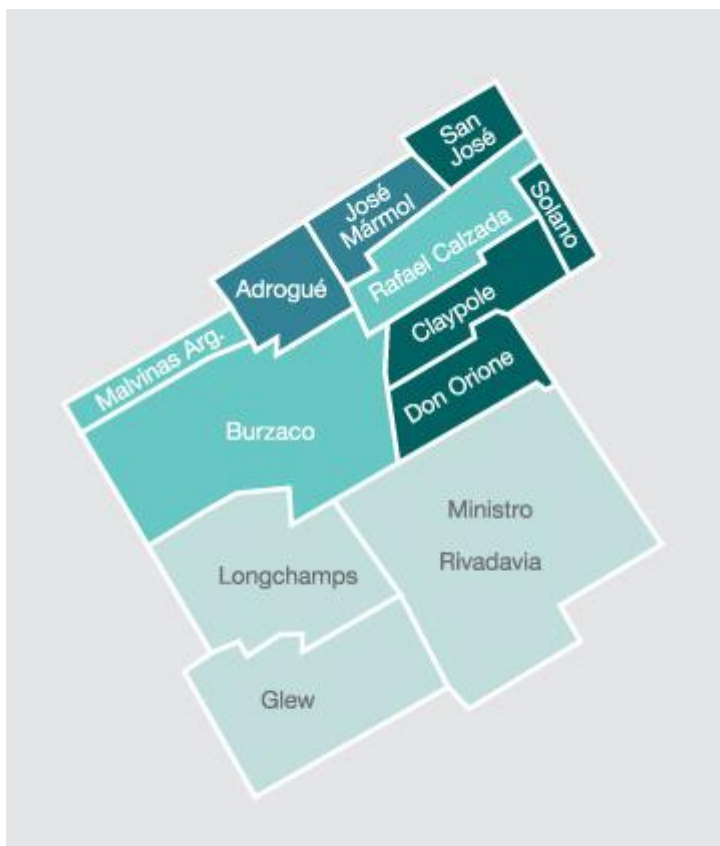 San
José
José
Mármol
Solano
Rafael Calzada
Adrogué
Claypole
Malvinas Arg.
Don Orione
Burzaco
Ministro
Rivadavia
Longchamps
Glew